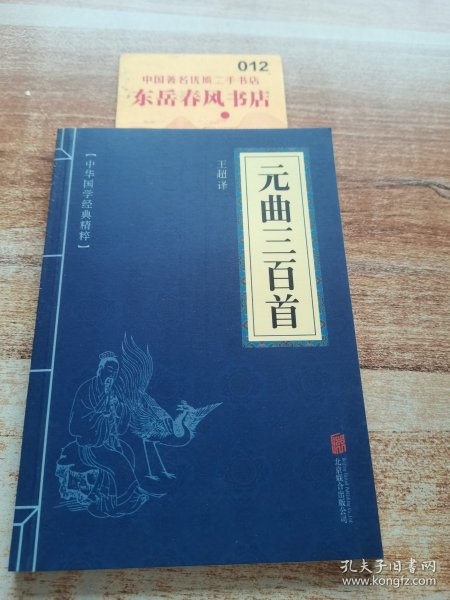 012
中国著名优质二手书店
东岳春风书店
【中华国学经典精粹】
王超译
元曲三百首
北京联合出版公司
孔夫子旧书网
www.kongfz.com